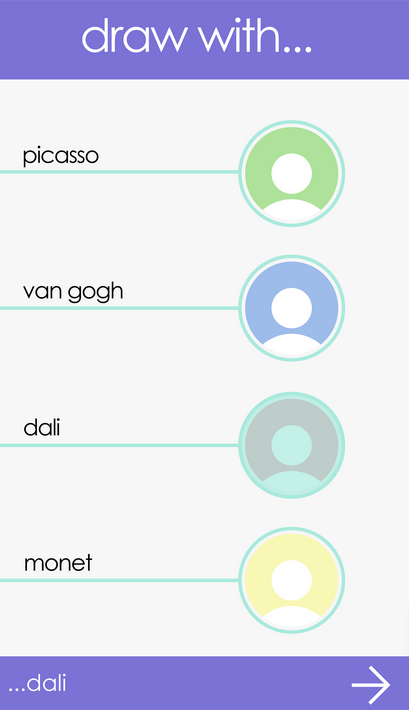 draw with...
picasso
van gogh
dali
monet
...dali